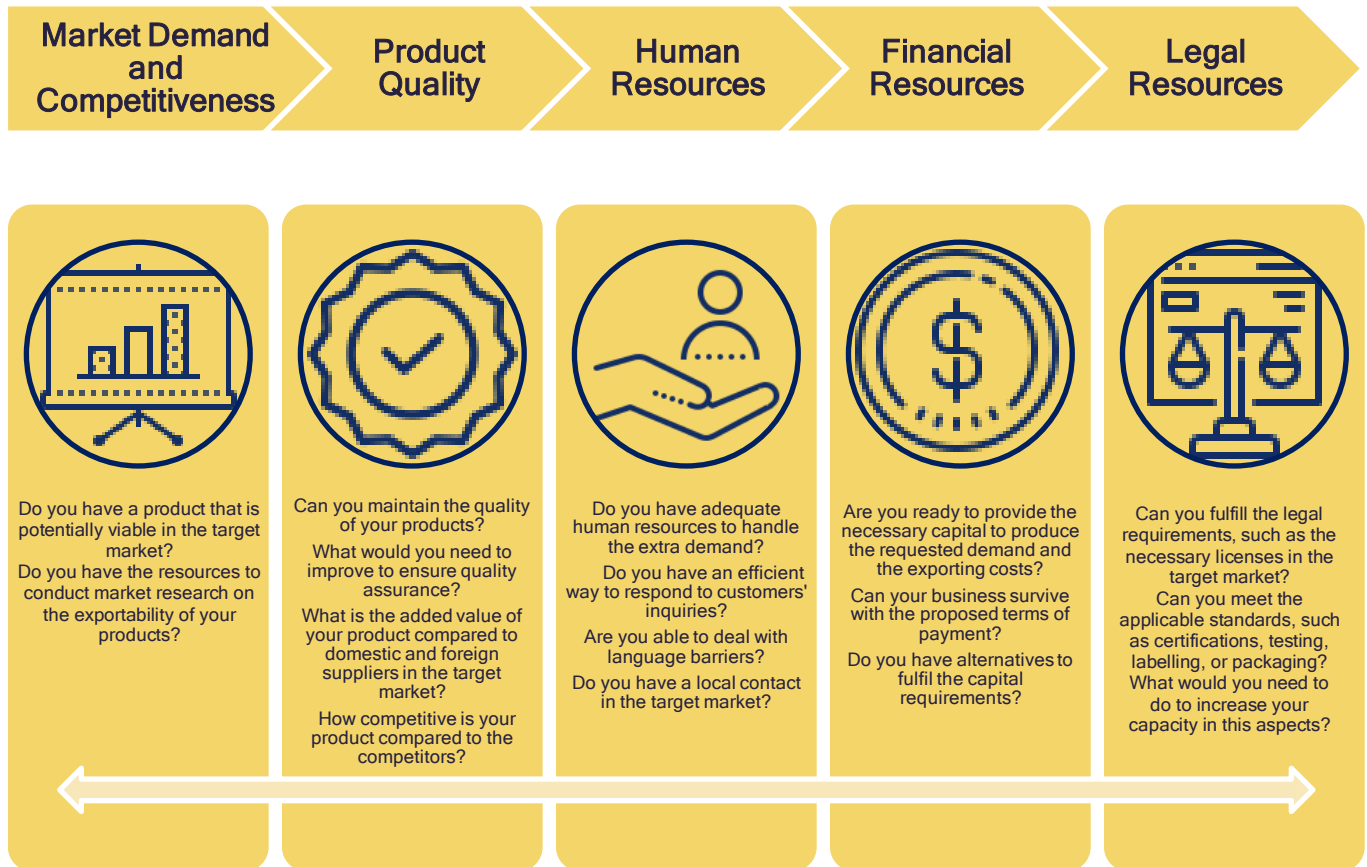 Market Demand
and
Competitiveness
Product
Quality
Human
Resources
Financial
Resources
Legal
Resources
Do you have a product that is
potentially viable in the target
market?
Do you have the resources to
conduct market research on
the exportability of your
products?
Can you maintain the quality
of your products?
What would you need to
improve to ensure quality
assurance?
What is the added value of
your product compared to
domestic and foreign
suppliers in the target
market?
How competitive is your
product compared to the
competitors?
Do you have adequate
human resources to handle
the extra demand?
Do you have an efficient
way to respond to customers'
inquiries?
Are you able to deal with
language barriers?
Do you have a local contact
in the target market?
Are you ready to provide the
necessary capital to produce
the requested demand and
the exporting costs?
Can your business survive
with the proposed terms of
payment?
Do you have alternatives to
fulfil the capital
requirements?
Can you fulfill the legal
requirements, such as the
necessary licenses in the
target market?
Can you meet the
applicable standards, such
as certifications, testing,
labelling, or packaging?
What would you need to
do to increase your
capacity in this aspects?